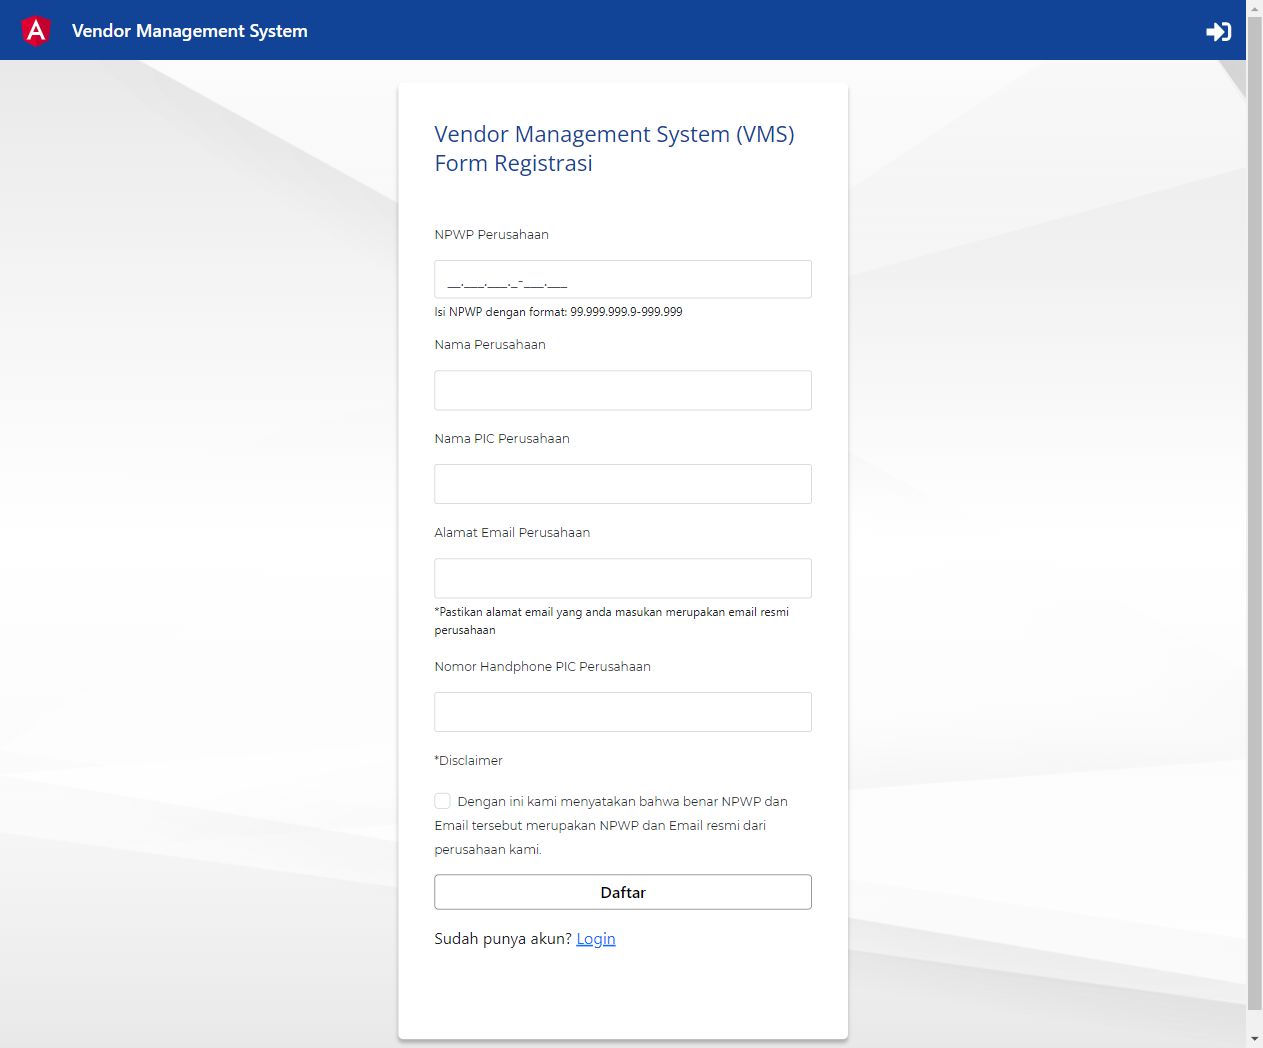 Vendor Management System
Vendor Management System (VMS)
Form Registrasi
NPWP Perusahaan
__.___.___._-___.___
Isi NPWP dengan format: 99.999.999.9-999.999
Nama Perusahaan
Nama PIC Perusahaan
Alamat Email Perusahaan
*Pastikan alamat email yang anda masukan merupakan email resmi
perusahaan
Nomor Handphone PIC Perusahaan
*Disclaimer
Dengan ini kami menyatakan bahwa benar NPWP dan
Email tersebut merupakan NPWP dan Email resmi dari
perusahaan kami.
Daftar
Sudah punya akun? Login